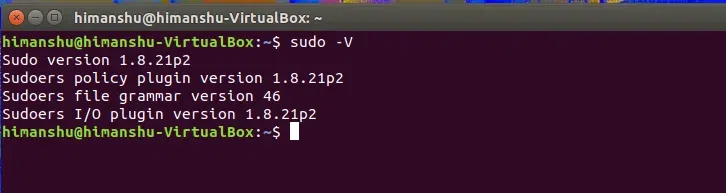 himanshu@himanshu-VirtualBox: ~
himanshu@himanshu-VirtualBox:~$ sudo -V
Sudo version 1.8.21p2
Sudoers policy plugin version 1.8.21p2
Sudoers file grammar version 46
Sudoers I/O plugin version 1.8.21p2
himanshu@himanshu-VirtualBox:~$